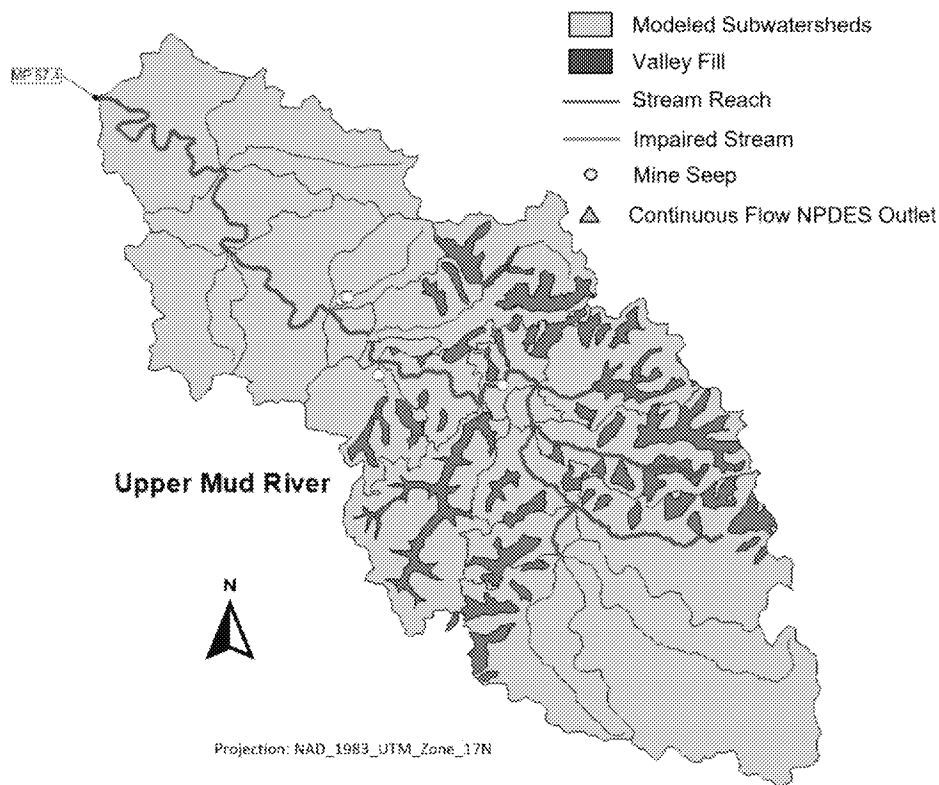 Modeled Subwatersheds
Valley Fill
Stream Reach
Impaired Stream
Mine Seep
Continuous Flow NPDES Outlet
Upper Mud River
N
Projection: NAD_1983_UTM_Zone_17N